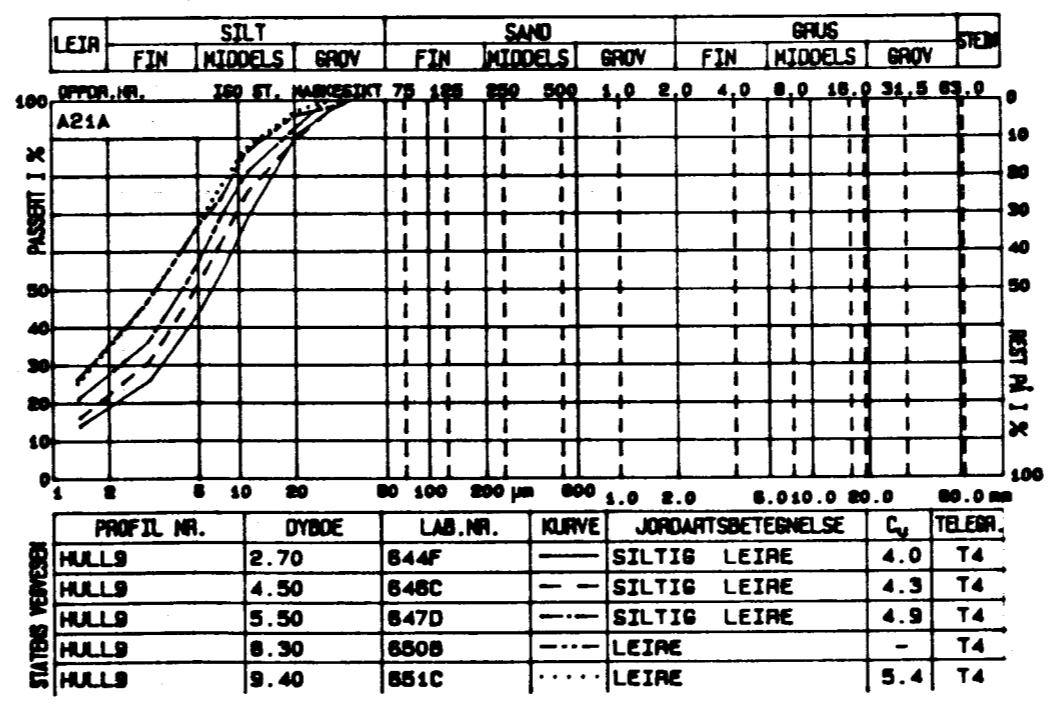 LEIR SILT SAND GRUS STEIN
FIN MIDDELS GROV FIN MIDDELS GROV FIN MIDDELS GROV
OPPDR.NR. ISO ST. MASKESIKT 75 125 250 500 1.0 2.0 4.0 8.0 16.0 31.5 63.0
100 0
A21A 10
20
30
40
50 50
40
30
20
10
0 100
PASSERT I %
REST PÅ I %
1 2 6 10 20 60 100 200 µm 600 1.0 2.0 6.0 10.0 20.0 60.0 mm
PROFIL NR. DYBDE LAB.NR. KURVE JORDARTSBETEGNELSE Cu TELEGR.
HULL9 2.70 644F SILTIG LEIRE 4.0 T4
HULL9 4.50 646C SILTIG LEIRE 4.3 T4
HULL9 5.50 647D SILTIG LEIRE 4.9 T4
HULL9 8.30 650B LEIRE - T4
HULL9 9.40 651C LEIRE 5.4 T4
STATENS VEGVESEN